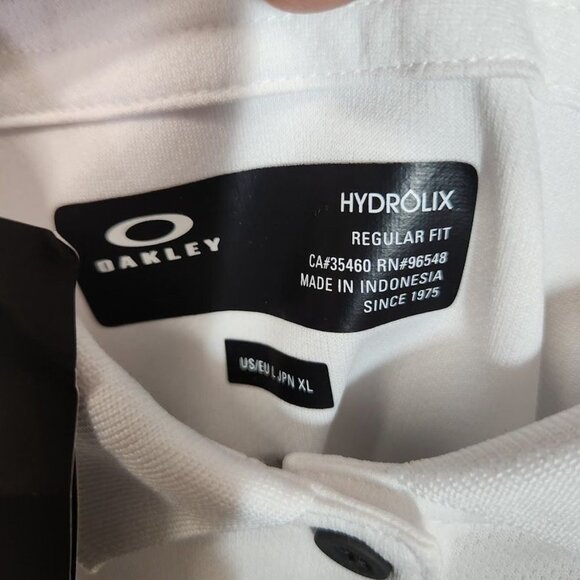 OAKLEY
HYDROLIX
REGULAR FIT
CA#35460 RN#96548
MADE IN INDONESIA
SINCE 1975
US/EU L JPN XL